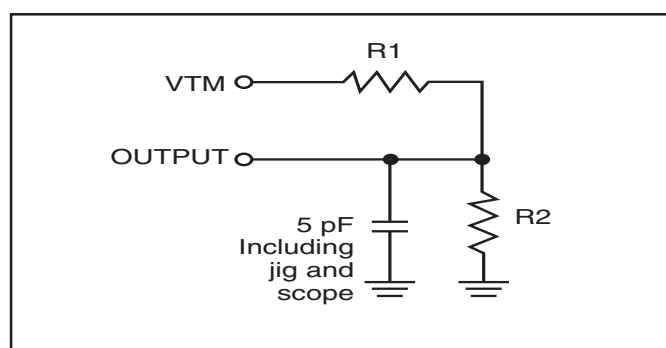 R1
VTM
OUTPUT
R2
5 pF
Including
jig and
scope